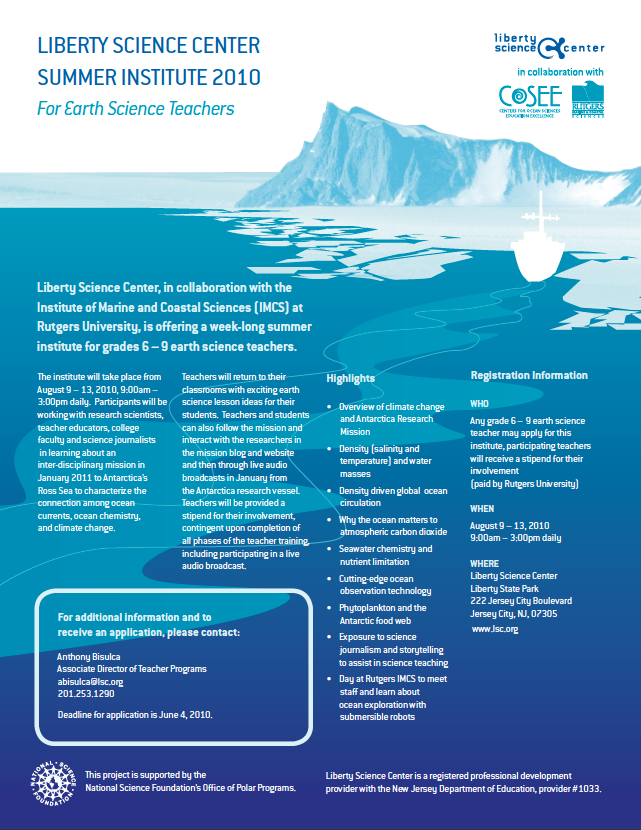 LIBERTY SCIENCE CENTER
SUMMER INSTITUTE 2010
For Earth Science Teachers
liberty
science center
in collaboration with
COSEE
CENTERS FOR OCEAN SCIENCES
EDUCATION EXCELLENCE
RUTGERS
Liberty Science Center, in collaboration with the
Institute of Marine and Coastal Sciences (IMCS) at
Rutgers University, is offering a week-long summer
institute for grades 6 – 9 earth science teachers.
The institute will take place from
August 9 – 13, 2010, 9:00am –
3:00pm daily. Participants will be
working with research scientists,
teacher educators, college
faculty and science journalists
in learning about an
inter-disciplinary mission in
January 2011 to Antarctica's
Ross Sea to characterize the
connection among ocean
currents, ocean chemistry,
and climate change.
Teachers will return to their
classrooms with exciting earth
science lesson ideas for their
students. Teachers and students
can also follow the mission and
interact with the researchers in
the mission blog and website
and then through live audio
broadcasts in January from
the Antarctica research vessel.
Teachers will be provided a
stipend for their involvement,
contingent upon completion of
all phases of the teacher training,
including participating in a live
audio broadcast.
Highlights
• Overview of climate change
and Antarctica Research
Mission
• Density (salinity and
temperature) and water
masses
• Density driven global ocean
circulation
• Why the ocean matters to
atmospheric carbon dioxide
• Seawater chemistry and
nutrient limitation
• Cutting-edge ocean
observation technology
• Phytoplankton and the
Antarctic food web
• Exposure to science
journalism and storytelling
to assist in science teaching
• Day at Rutgers IMCS to meet
staff and learn about
ocean exploration with
submersible robots
Registration Information
WHO
Any grade 6 – 9 earth science
teacher may apply for this
institute, participating teachers
will receive a stipend for their
involvement
(paid by Rutgers University)
WHEN
August 9 – 13, 2010
9:00am – 3:00pm daily
WHERE
Liberty Science Center
Liberty State Park
222 Jersey City Boulevard
Jersey City, NJ, 07305
www.lsc.org
For additional information and to
receive an application, please contact:
Anthony Bisulca
Associate Director of Teacher Programs
abisulca@lsc.org
201.253.1290
Deadline for application is June 4, 2010.
NATIONAL SCIENCE FOUNDATION
This project is supported by the
National Science Foundation's Office of Polar Programs.
Liberty Science Center is a registered professional development
provider with the New Jersey Department of Education, provider #1033.